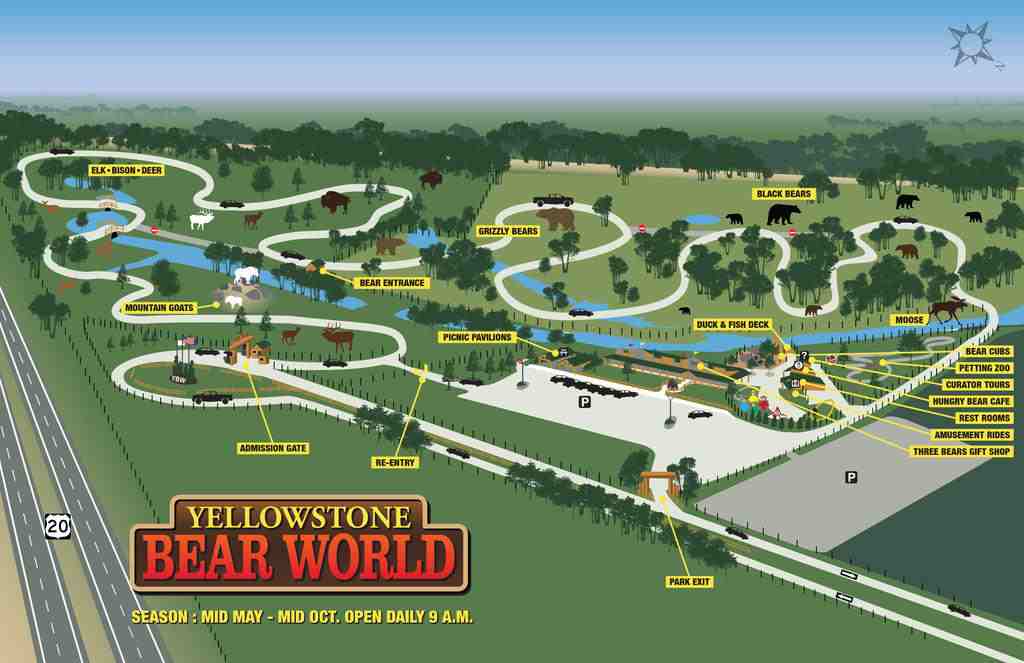 ELK • BISON • DEER
BLACK BEARS
GRIZZLY BEARS
BEAR ENTRANCE
MOUNTAIN GOATS
MOOSE
DUCK & FISH DECK
PICNIC PAVILIONS
BEAR CUBS
PETTING ZOO
CURATOR TOURS
HUNGRY BEAR CAFE
REST ROOMS
AMUSEMENT RIDES
THREE BEARS GIFT SHOP
YBW
P
?
ADMISSION GATE
RE-ENTRY
P
20
YELLOWSTONE
BEAR WORLD
PARK EXIT
SEASON : MID MAY - MID OCT. OPEN DAILY 9 A.M.